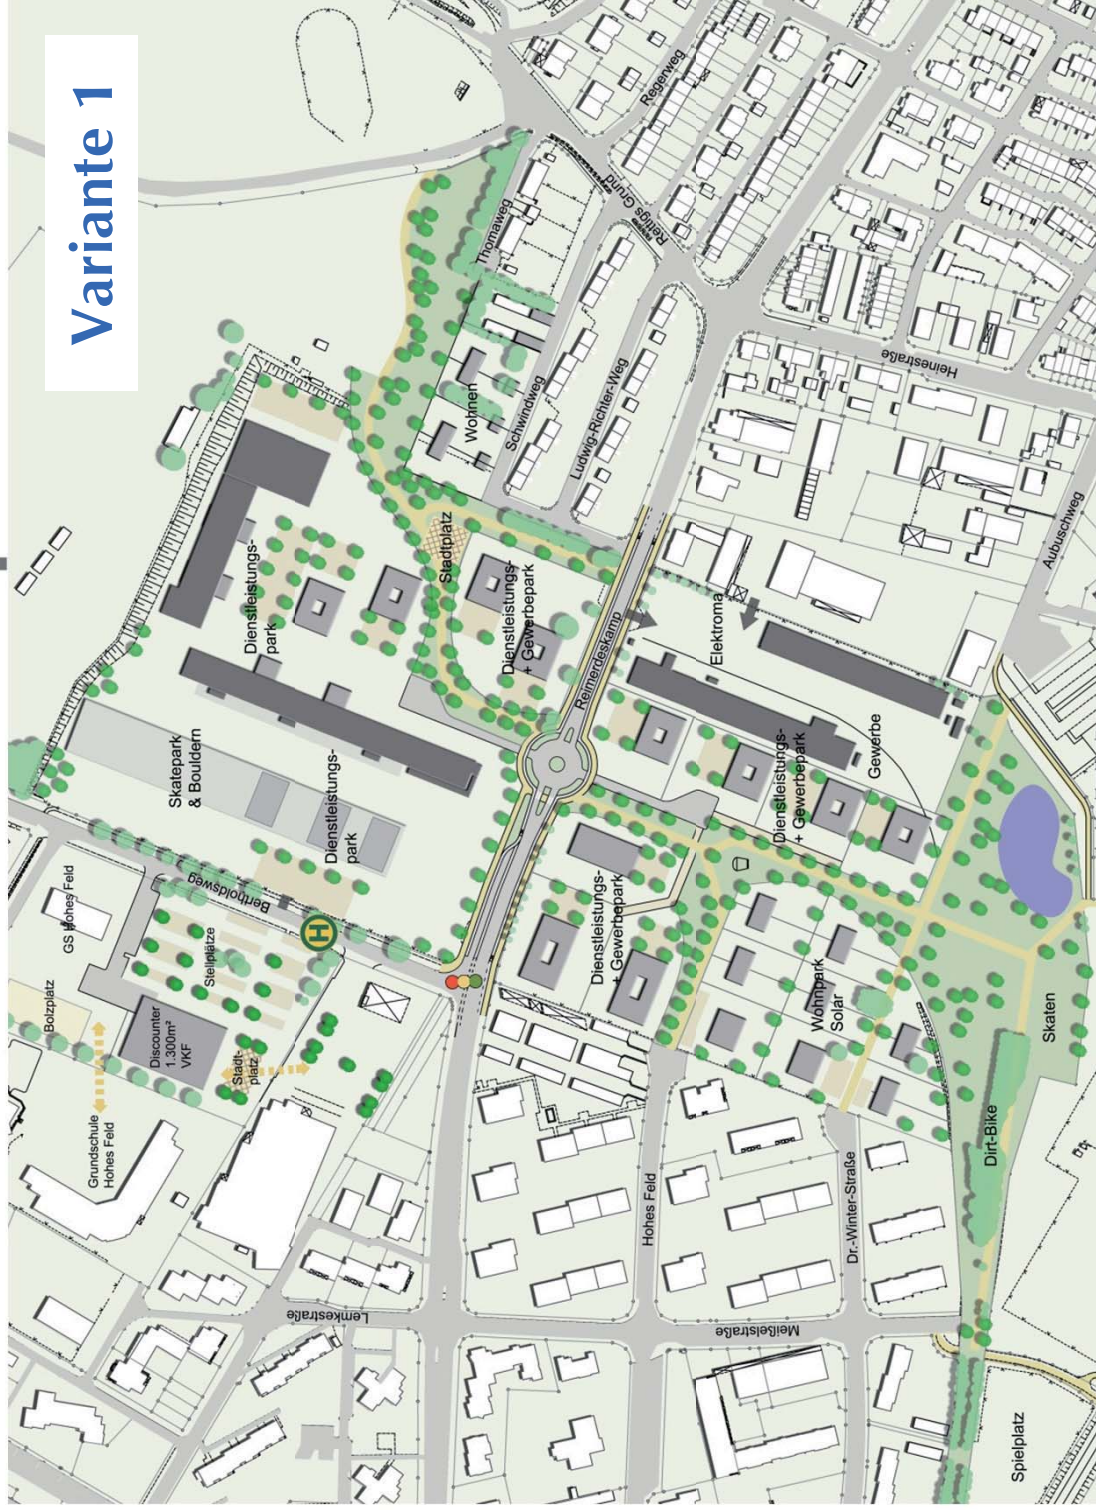 Variante 1
Regerweg
Rettigs Grund
Thomaweg
Schwindweg
Ludwig-Richter-Weg
Wohnen
Heinestraße
Aubuschweg
Stadtplatz
Dienstleistungs-
park
Dienstleistungs-
+ Gewerbepark
Reimerdeskamp
Elektroma
Skatepark
& Bouldern
Dienstleistungs-
park
Dienstleistungs-
+ Gewerbepark
Gewerbe
GS Hohes Feld
Bertholdsweg
H
Stellplätze
Bolzplatz
Discounter
1.300m²
VKF
Stadt-
platz
Grundschule
Hohes Feld
Dienstleistungs-
+ Gewerbepark
Wohnpark
Solar
Skaten
Dirt-Bike
Hohes Feld
Dr.-Winter-Straße
Lemkestraße
Meißelstraße
Spielplatz